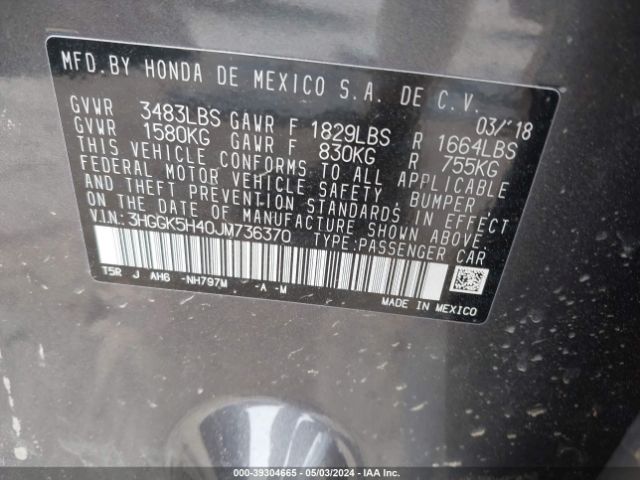 MFD.BY HONDA DE MEXICO S.A. DE C.V.
03/'18
GVWR 3483LBS GAWR F 1829LBS R 1664LBS
GVWR 1580KG GAWR F 830KG R 755KG
THIS VEHICLE CONFORMS TO ALL APPLICABLE
FEDERAL MOTOR VEHICLE SAFETY, BUMPER
AND THEFT PREVENTION STANDARDS IN EFFECT
ON THE DATE OF MANUFACTURE SHOWN ABOVE.
V.I.N.: 3HGGK5H40JM736370 TYPE:PASSENGER CAR
T5R J AH6 -NH797M -A -M
MADE IN MEXICO
000-39304665 - 05/03/2024 - IAA Inc.